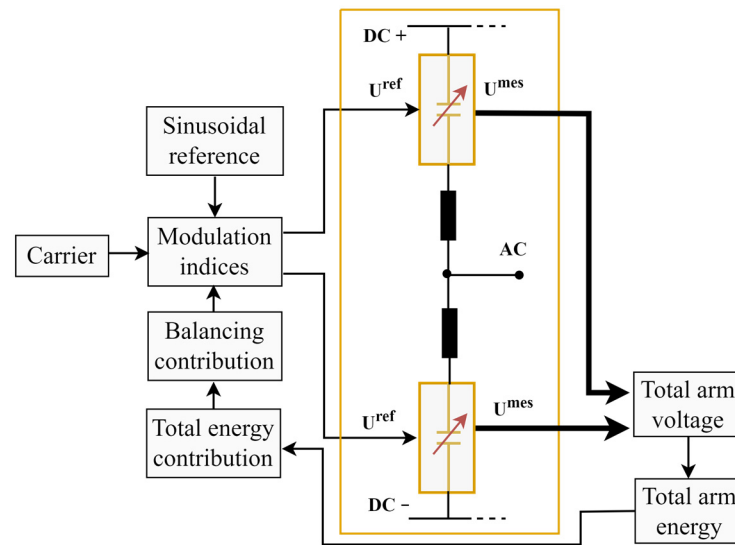 DC +
U^ref
U^mes
Sinusoidal
reference
Carrier
Modulation
indices
AC
Balancing
contribution
Total energy
contribution
U^ref
U^mes
Total arm
voltage
DC −
Total arm
energy